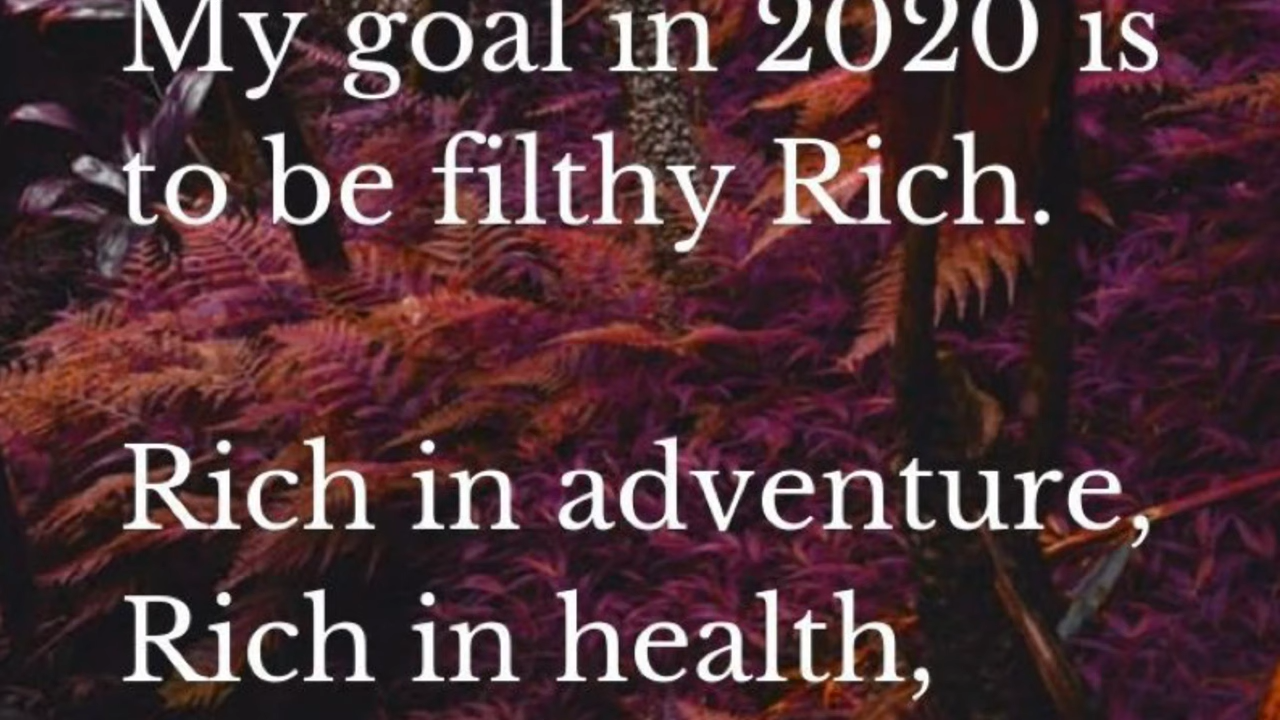 My goal in 2020 is
to be filthy Rich.
Rich in adventure,
Rich in health,